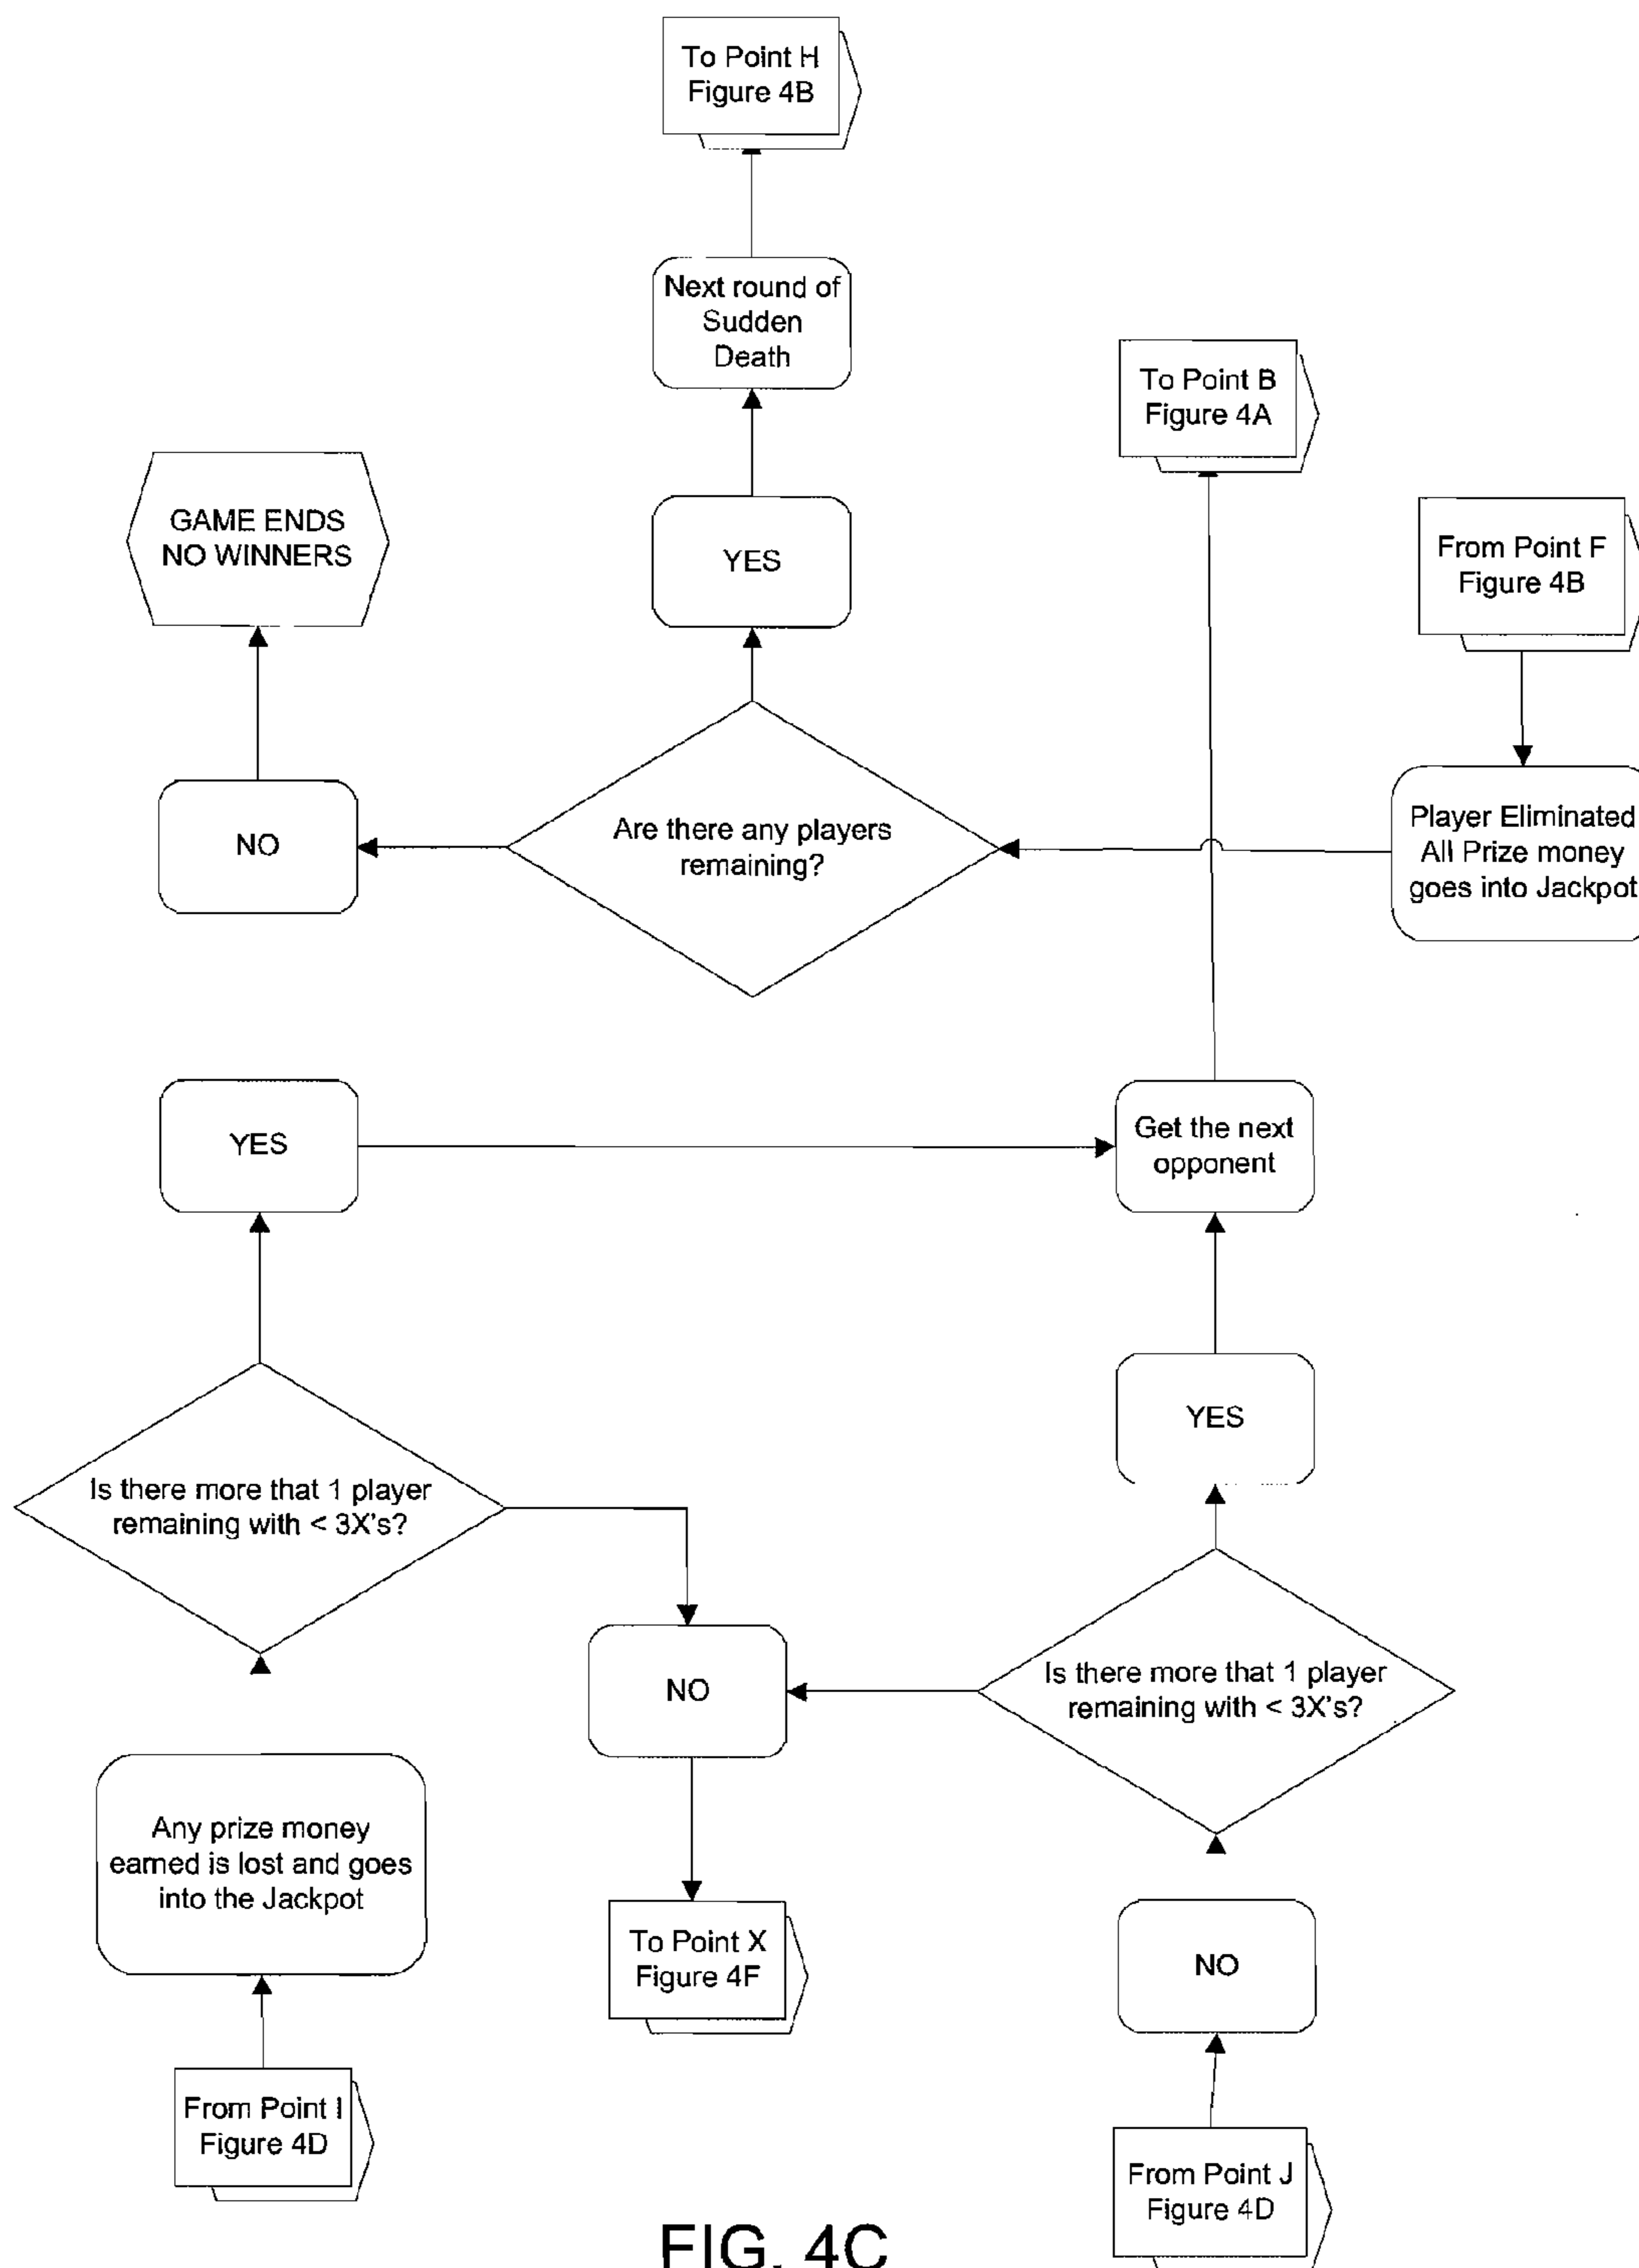 To Point H
Figure 4B
Next round of
Sudden
Death
To Point B
Figure 4A
GAME ENDS
NO WINNERS
YES
From Point F
Figure 4B
NO
Are there any players
remaining?
Player Eliminated
All Prize money
goes into Jackpot
YES
Get the next
opponent
YES
Is there more that 1 player
remaining with < 3X's?
NO
Is there more that 1 player
remaining with < 3X's?
Any prize money
earned is lost and goes
into the Jackpot
To Point X
Figure 4F
NO
From Point I
Figure 4D
From Point J
Figure 4D
FIG. 4C